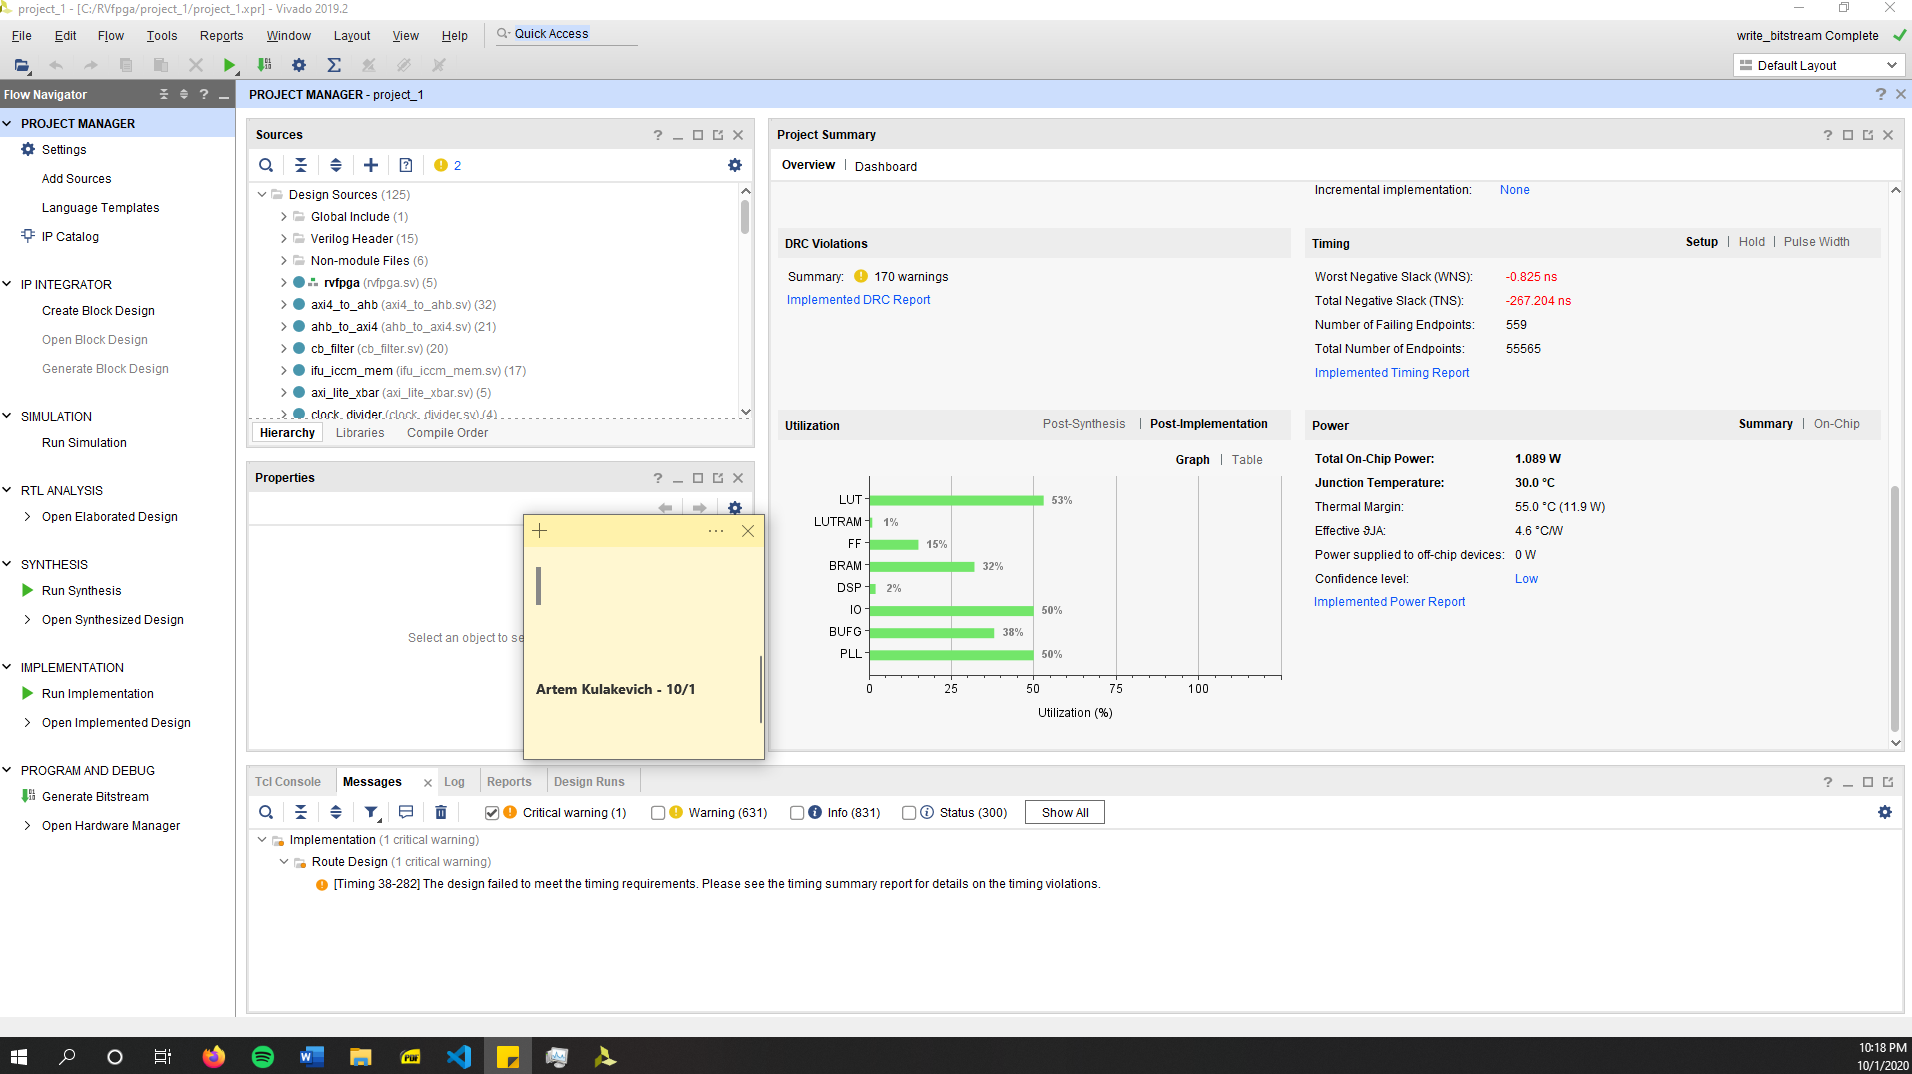 project_1 - [C:/RVfpga/project_1/project_1.xpr] - Vivado 2019.2
File Edit Flow Tools Reports Window Layout View Help Quick Access
write_bitstream Complete
Default Layout
Flow Navigator
PROJECT MANAGER
Settings
Add Sources
Language Templates
IP Catalog
IP INTEGRATOR
Create Block Design
Open Block Design
Generate Block Design
SIMULATION
Run Simulation
RTL ANALYSIS
Open Elaborated Design
SYNTHESIS
Run Synthesis
Open Synthesized Design
IMPLEMENTATION
Run Implementation
Open Implemented Design
PROGRAM AND DEBUG
Generate Bitstream
Open Hardware Manager
PROJECT MANAGER - project_1
Sources
2
Design Sources (125)
Global Include (1)
Verilog Header (15)
Non-module Files (6)
rvfpga (rvfpga.sv) (5)
axi4_to_ahb (axi4_to_ahb.sv) (32)
ahb_to_axi4 (ahb_to_axi4.sv) (21)
cb_filter (cb_filter.sv) (20)
ifu_iccm_mem (ifu_iccm_mem.sv) (17)
axi_lite_xbar (axi_lite_xbar.sv) (5)
clock_divider (clock_divider.sv) (4)
Hierarchy Libraries Compile Order
Properties
Select an object to se
Artem Kulakevich - 10/1
Project Summary
Overview | Dashboard
Incremental implementation: None
DRC Violations
Summary: 170 warnings
Implemented DRC Report
Timing Setup | Hold | Pulse Width
Worst Negative Slack (WNS): -0.825 ns
Total Negative Slack (TNS): -267.204 ns
Number of Failing Endpoints: 559
Total Number of Endpoints: 55565
Implemented Timing Report
Utilization Post-Synthesis | Post-Implementation
Graph | Table
LUT 53%
LUTRAM 1%
FF 15%
BRAM 32%
DSP 2%
IO 50%
BUFG 38%
PLL 50%
0 25 50 75 100
Utilization (%)
Power Summary | On-Chip
Total On-Chip Power: 1.089 W
Junction Temperature: 30.0 °C
Thermal Margin: 55.0 °C (11.9 W)
Effective ϑJA: 4.6 °C/W
Power supplied to off-chip devices: 0 W
Confidence level: Low
Implemented Power Report
Tcl Console Messages Log Reports Design Runs
Critical warning (1) Warning (631) Info (831) Status (300) Show All
Implementation (1 critical warning)
Route Design (1 critical warning)
[Timing 38-282] The design failed to meet the timing requirements. Please see the timing summary report for details on the timing violations.
10:18 PM
10/1/2020